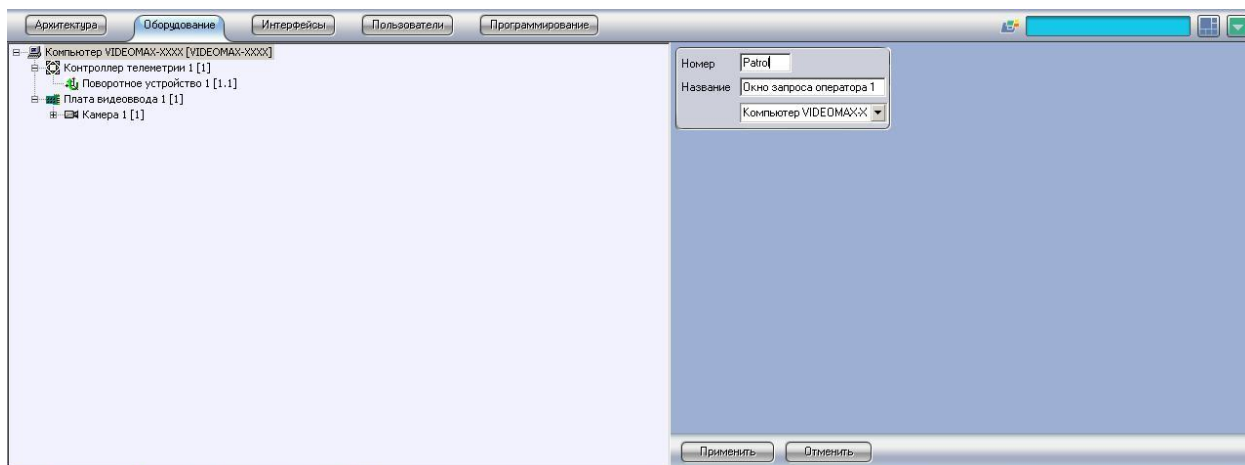 Архитектура Оборудование Интерфейсы Пользователи Программирование
Компьютер VIDEOMAX-XXXX [VIDEOMAX-XXXX]
Контроллер телеметрии 1 [1]
Поворотное устройство 1 [1.1]
Плата видеоввода 1 [1]
Камера 1 [1]
Номер Patrol
Название Окно запроса оператора 1
Компьютер VIDEOMAX-X
Применить Отменить